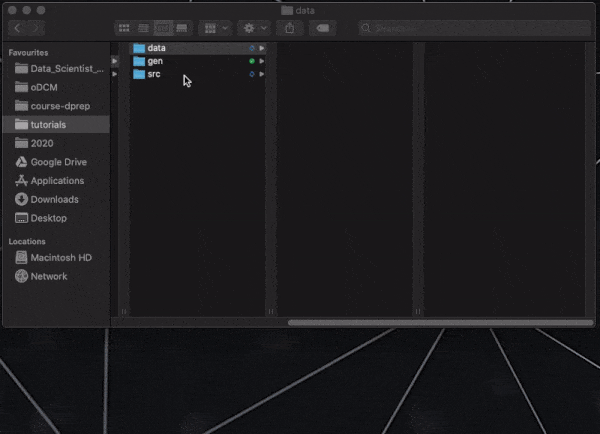 data
Search
Favourites
Data_Scientist_...
oDCM
course-dprep
tutorials
2020
Google Drive
Applications
Downloads
Desktop
Locations
Macintosh HD
Network
data
gen
src